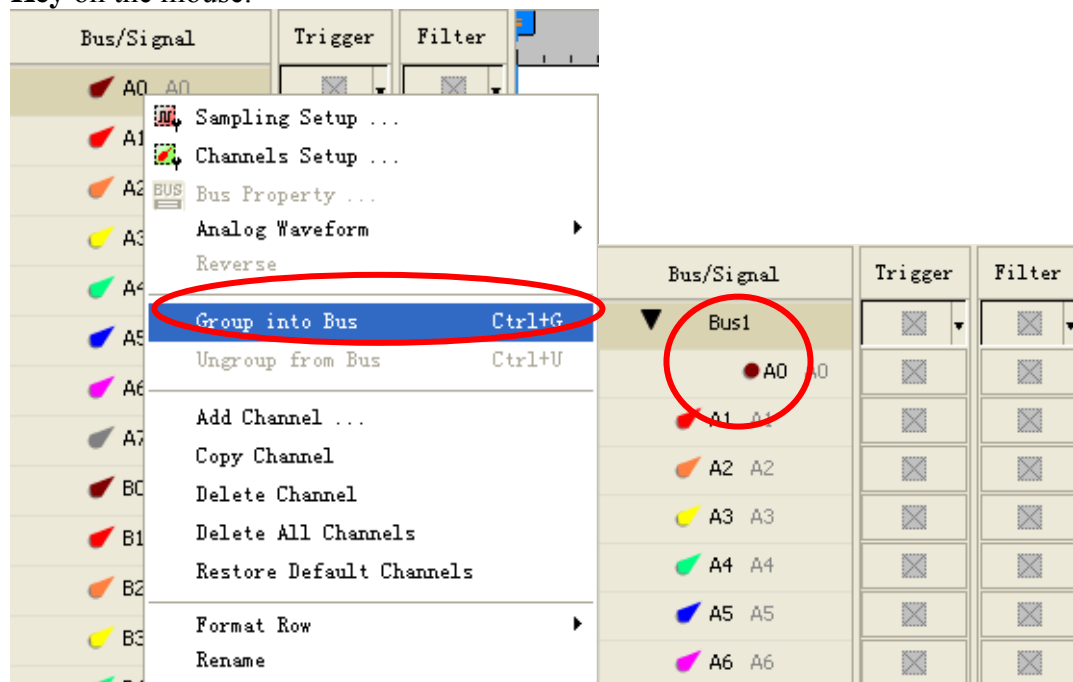 Key on the mouse.
Bus/Signal Trigger Filter
A0 A0
Sampling Setup ...
A1
Channels Setup ...
A2 BUS Bus Property ...
A3 Analog Waveform
Reverse
A4
Group into Bus Ctrl+G
A5
Ungroup from Bus Ctrl+U
A6
Add Channel ...
A7
Copy Channel
B0 Delete Channel
B1 Delete All Channels
Restore Default Channels
B2
Format Row
B3
Rename
Bus/Signal Trigger Filter
Bus1
A0 A0
A1 A1
A2 A2
A3 A3
A4 A4
A5 A5
A6 A6